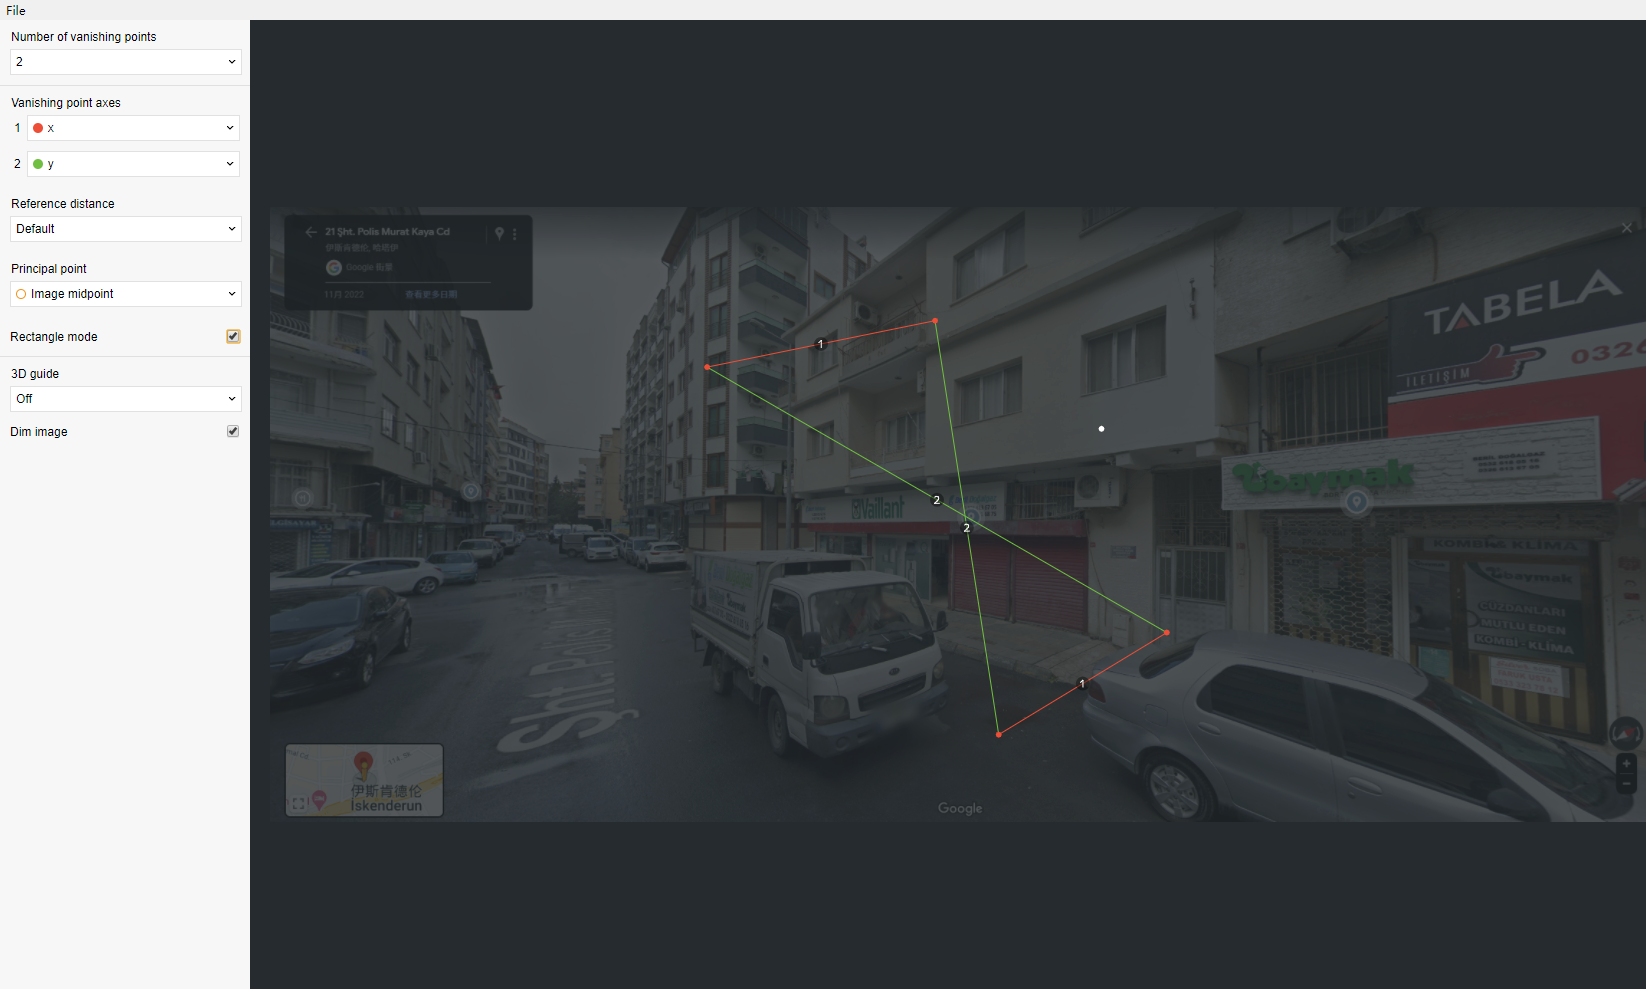 File
Number of vanishing points
2
Vanishing point axes
1 x
2 y
Reference distance
Default
Principal point
Image midpoint
Rectangle mode
3D guide
Off
Dim image
21 Şht. Polis Murat Kaya Cd
伊斯肯德伦, 哈塔伊
Google 街景
11月 2022 查看更多日期
1
2
2
1
TABELA
0326
İLETİŞİM
baymak
Vaillant
KOMBİ & KLİMA
baymak
CÜZDANLARI
MUTLU EDEN
KOMBİ - KLİMA
Şht.Polis
伊斯肯德伦
İskenderun
Google